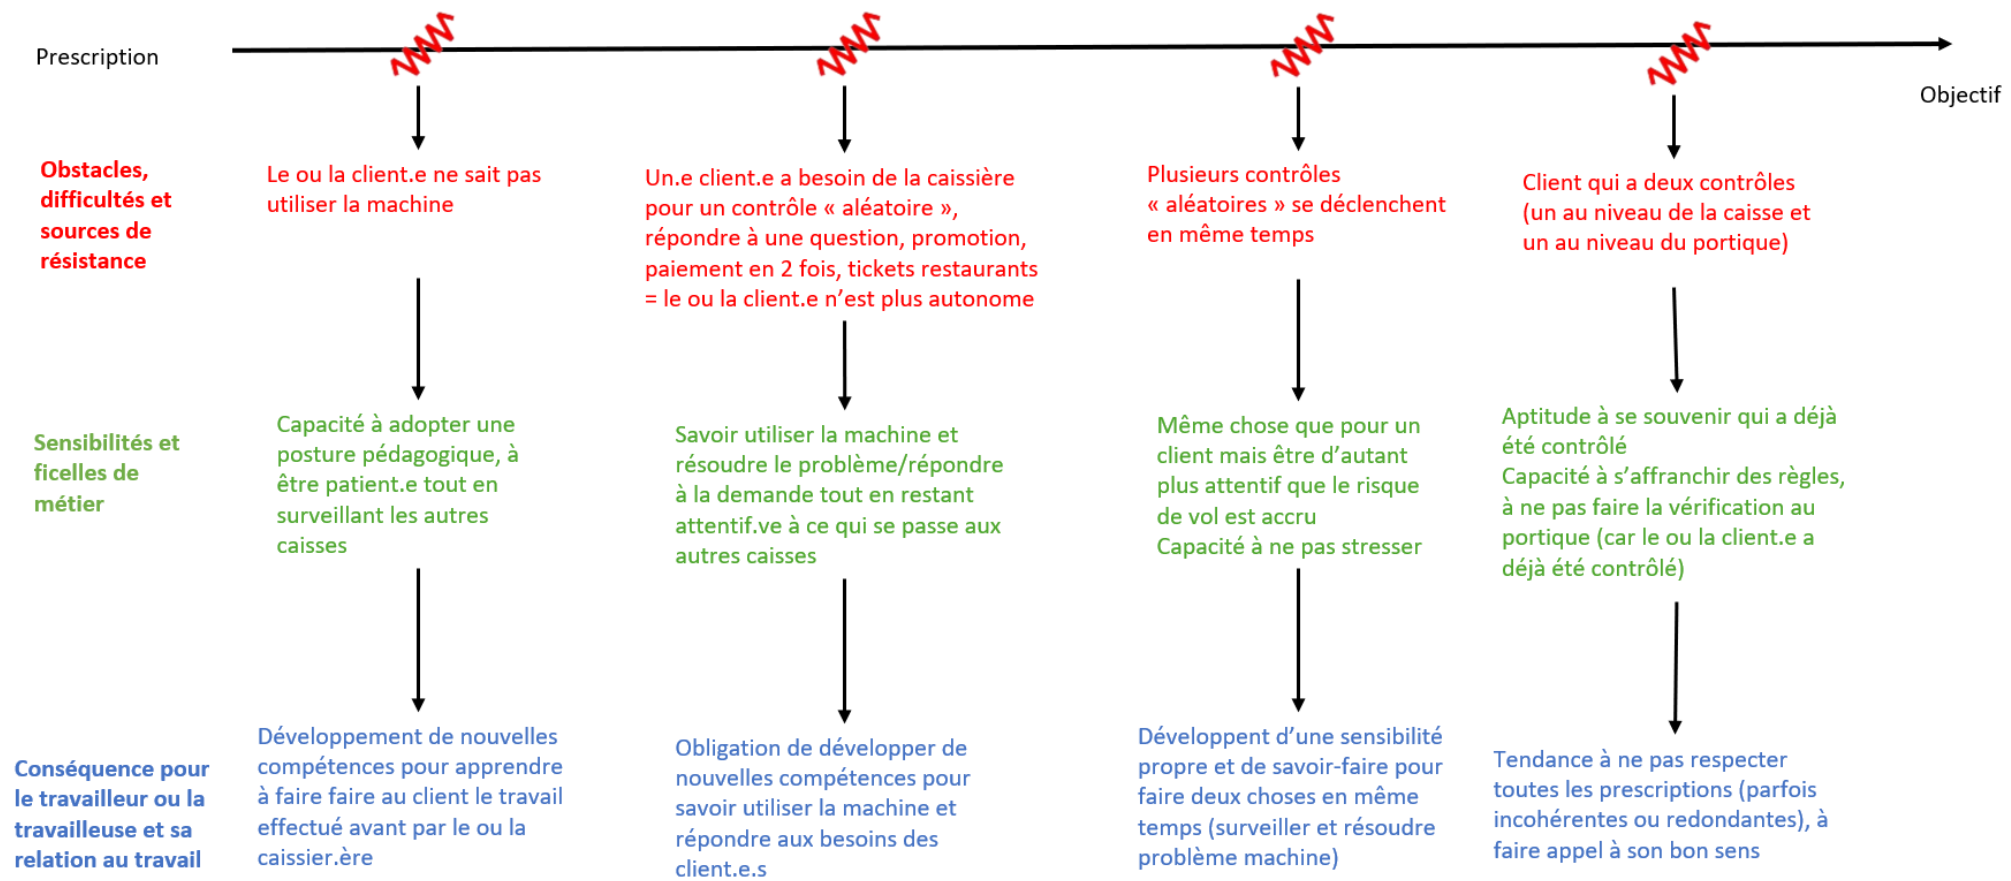 Prescription
Objectif
Obstacles,
difficultés et
sources de
résistance
Le ou la client.e ne sait pas
utiliser la machine
Un.e client.e a besoin de la caissière
pour un contrôle « aléatoire »,
répondre à une question, promotion,
paiement en 2 fois, tickets restaurants
= le ou la client.e n’est plus autonome
Plusieurs contrôles
« aléatoires » se déclenchent
en même temps
Client qui a deux contrôles
(un au niveau de la caisse et
un au niveau du portique)
Sensibilités et
ficelles de
métier
Capacité à adopter une
posture pédagogique, à
être patient.e tout en
surveillant les autres
caisses
Savoir utiliser la machine et
résoudre le problème/répondre
à la demande tout en restant
attentif.ve à ce qui se passe aux
autres caisses
Même chose que pour un
client mais être d’autant
plus attentif que le risque
de vol est accru
Capacité à ne pas stresser
Aptitude à se souvenir qui a déjà
été contrôlé
Capacité à s’affranchir des règles,
à ne pas faire la vérification au
portique (car le ou la client.e a
déjà été contrôlé)
Conséquence pour
le travailleur ou la
travailleuse et sa
relation au travail
Développement de nouvelles
compétences pour apprendre
à faire faire au client le travail
effectué avant par le ou la
caissier.ère
Obligation de développer de
nouvelles compétences pour
savoir utiliser la machine et
répondre aux besoins des
client.e.s
Développent d’une sensibilité
propre et de savoir-faire pour
faire deux choses en même
temps (surveiller et résoudre
problème machine)
Tendance à ne pas respecter
toutes les prescriptions (parfois
incohérentes ou redondantes), à
faire appel à son bon sens